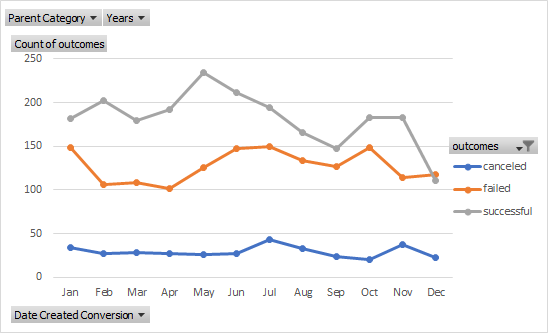 Parent Category Years
Count of outcomes
250
200
150
100
50
0
Jan Feb Mar Apr May Jun Jul Aug Sep Oct Nov Dec
outcomes
canceled
failed
successful
Date Created Conversion